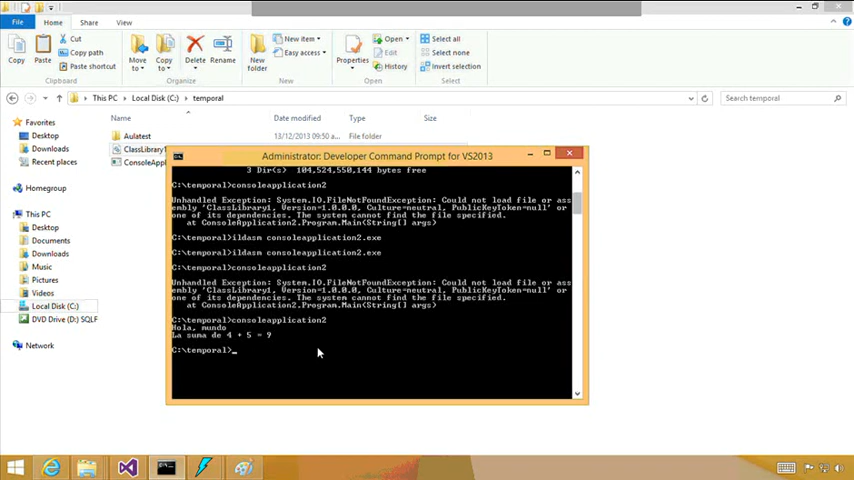 File
Home
Share
View
Copy
Paste
Cut
Copy path
Paste shortcut
Clipboard
Move to
Copy to
Delete
Rename
Organize
New folder
New item
Easy access
New
Properties
Open
Edit
History
Open
Select all
Select none
Invert selection
Select
This PC
Local Disk (C:)
temporal
Search temporal
Favorites
Desktop
Downloads
Recent places
Homegroup
This PC
Desktop
Documents
Downloads
Music
Pictures
Videos
Local Disk (C:)
DVD Drive (D:) SQLF
Network
Name
Date modified
Type
Size
Aulatest
13/12/2013 09:50 a...
File folder
ClassLibrary1
ConsoleAppl
Administrator: Developer Command Prompt for VS2013
3 Dir(s) 104,524,550,144 bytes free
C:\temporal>consoleapplication2
Unhandled Exception: System.IO.FileNotFoundException: Could not load file or ass
embly 'ClassLibrary1, Version=1.0.0.0, Culture=neutral, PublicKeyToken=null' or
one of its dependencies. The system cannot find the file specified.
at ConsoleApplication2.Program.Main(String[] args)
C:\temporal>ildasm consoleapplication2.exe
C:\temporal>ildasm consoleapplication2.exe
C:\temporal>consoleapplication2
Unhandled Exception: System.IO.FileNotFoundException: Could not load file or ass
embly 'ClassLibrary1, Version=1.0.0.0, Culture=neutral, PublicKeyToken=null' or
one of its dependencies. The system cannot find the file specified.
at ConsoleApplication2.Program.Main(String[] args)
C:\temporal>consoleapplication2
Hola, mundo
La suma de 4 + 5 = 9
C:\temporal>_